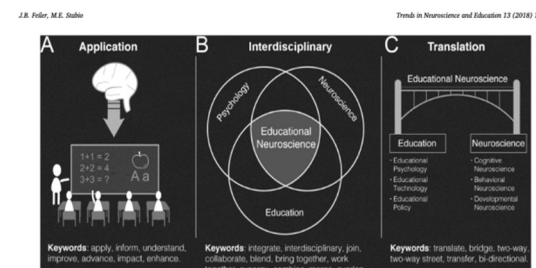 J.B. Feiler, M.E. Stabio
Trends in Neuroscience and Education 13 (2018)
A Application
B Interdisciplinary
C Translation
1+1 = 2
2+2 = 4
3+3 = ?
A a
Psychology
Neuroscience
Educational
Neuroscience
Education
Educational Neuroscience
Education
Neuroscience
· Educational
Psychology
· Educational
Technology
· Educational
Policy
· Cognitive
Neuroscience
· Behavioral
Neuroscience
· Developmental
Neuroscience
Keywords: apply, inform, understand,
improve, advance, impact, enhance.
Keywords: integrate, interdisciplinary, join,
collaborate, blend, bring together, work
Keywords: translate, bridge, two-way,
two-way street, transfer, bi-directional.